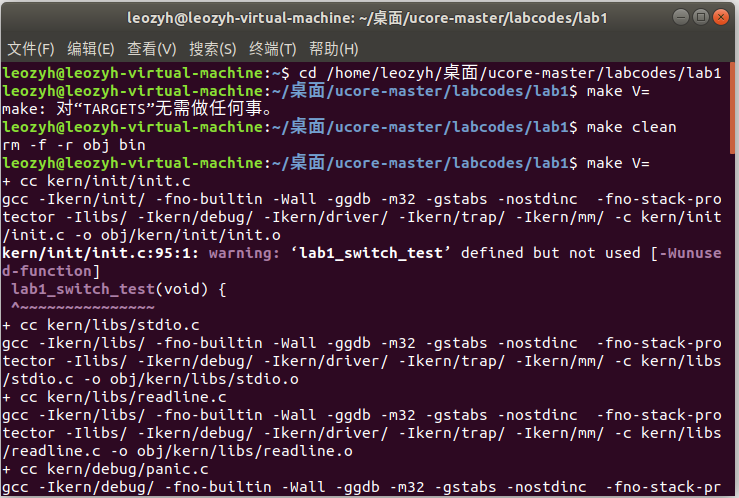 leozyh@leozyh-virtual-machine: ~/桌面/ucore-master/labcodes/lab1
文件(F) 编辑(E) 查看(V) 搜索(S) 终端(T) 帮助(H)
leozyh@leozyh-virtual-machine:~$ cd /home/leozyh/桌面/ucore-master/labcodes/lab1
leozyh@leozyh-virtual-machine:~/桌面/ucore-master/labcodes/lab1$ make V=
make: 对“TARGETS”无需做任何事。
leozyh@leozyh-virtual-machine:~/桌面/ucore-master/labcodes/lab1$ make clean
rm -f -r obj bin
leozyh@leozyh-virtual-machine:~/桌面/ucore-master/labcodes/lab1$ make V=
+ cc kern/init/init.c
gcc -Ikern/init/ -fno-builtin -Wall -ggdb -m32 -gstabs -nostdinc  -fno-stack-pro
tector -Ilibs/ -Ikern/debug/ -Ikern/driver/ -Ikern/trap/ -Ikern/mm/ -c kern/init
/init.c -o obj/kern/init/init.o
kern/init/init.c:95:1: warning: ‘lab1_switch_test’ defined but not used [-Wunuse
d-function]
 lab1_switch_test(void) {
 ^~~~~~~~~~~~~~~~
+ cc kern/libs/stdio.c
gcc -Ikern/libs/ -fno-builtin -Wall -ggdb -m32 -gstabs -nostdinc  -fno-stack-pro
tector -Ilibs/ -Ikern/debug/ -Ikern/driver/ -Ikern/trap/ -Ikern/mm/ -c kern/libs
/stdio.c -o obj/kern/libs/stdio.o
+ cc kern/libs/readline.c
gcc -Ikern/libs/ -fno-builtin -Wall -ggdb -m32 -gstabs -nostdinc  -fno-stack-pro
tector -Ilibs/ -Ikern/debug/ -Ikern/driver/ -Ikern/trap/ -Ikern/mm/ -c kern/libs
/readline.c -o obj/kern/libs/readline.o
+ cc kern/debug/panic.c
gcc -Ikern/debug/ -fno-builtin -Wall -ggdb -m32 -gstabs -nostdinc  -fno-stack-pr